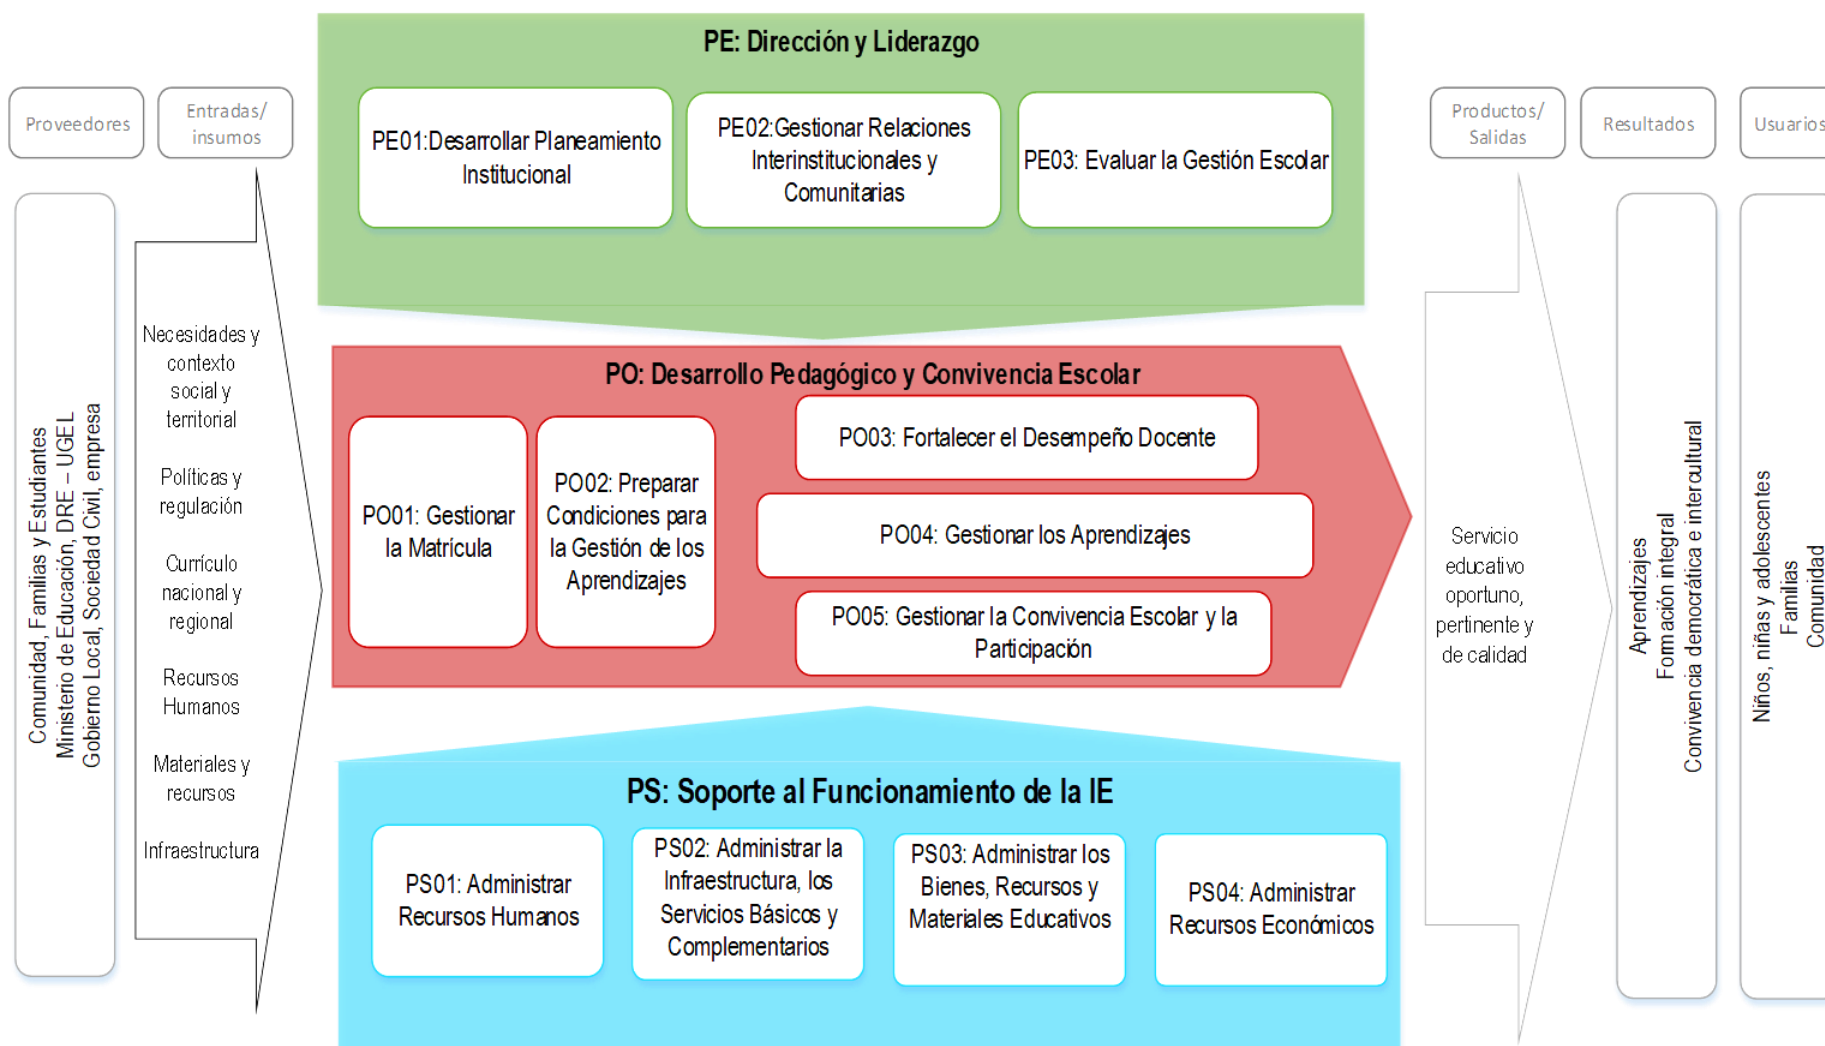 Proveedores
Entradas/
insumos
Comunidad, Familias y Estudiantes
Ministerio de Educación, DRE – UGEL
Gobierno Local, Sociedad Civil, empresa
Necesidades y
contexto
social y
territorial
Políticas y
regulación
Currículo
nacional y
regional
Recursos
Humanos
Materiales y
recursos
Infraestructura
PE: Dirección y Liderazgo
PE01:Desarrollar Planeamiento
Institucional
PE02:Gestionar Relaciones
Interinstitucionales y
Comunitarias
PE03: Evaluar la Gestión Escolar
PO: Desarrollo Pedagógico y Convivencia Escolar
PO01: Gestionar
la Matrícula
PO02: Preparar
Condiciones para
la Gestión de los
Aprendizajes
PO03: Fortalecer el Desempeño Docente
PO04: Gestionar los Aprendizajes
PO05: Gestionar la Convivencia Escolar y la
Participación
PS: Soporte al Funcionamiento de la IE
PS01: Administrar
Recursos Humanos
PS02: Administrar la
Infraestructura, los
Servicios Básicos y
Complementarios
PS03: Administrar los
Bienes, Recursos y
Materiales Educativos
PS04: Administrar
Recursos Económicos
Productos/
Salidas
Resultados
Usuarios
Servicio
educativo
oportuno,
pertinente y
de calidad
Aprendizajes
Formación integral
Convivencia democrática e intercultural
Niños, niñas y adolescentes
Familias
Comunidad